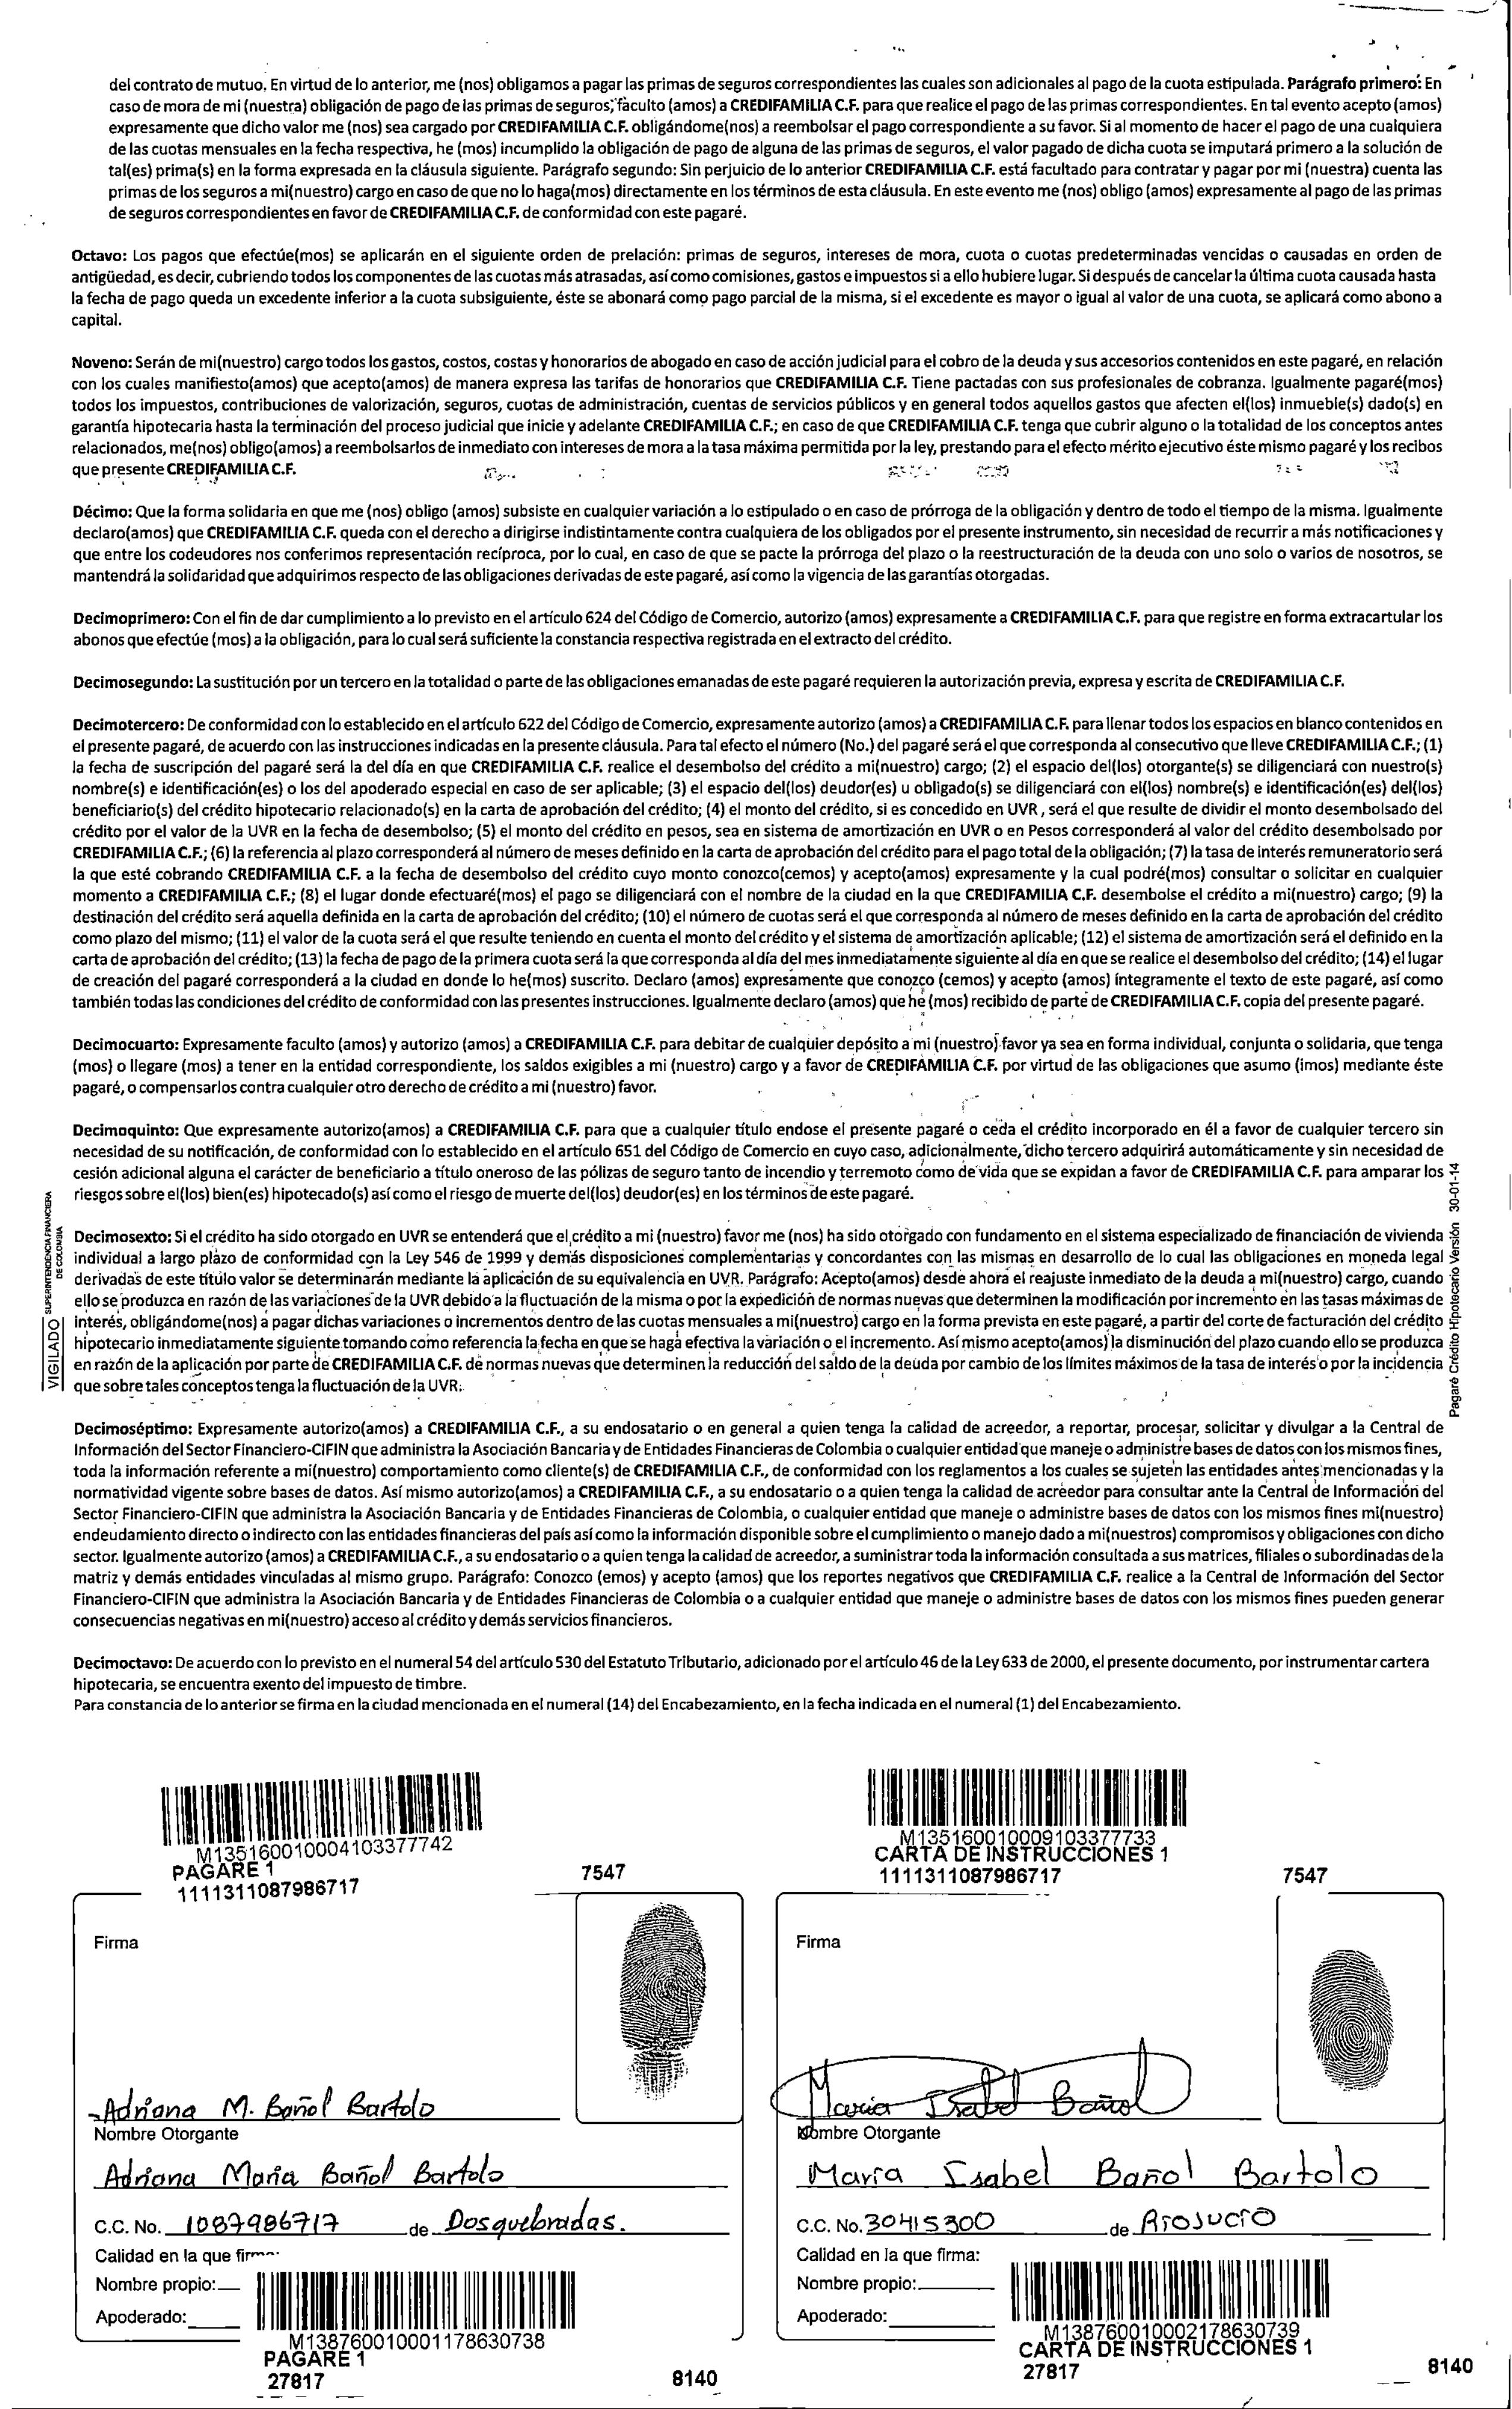 del contrato de mutuo. En virtud de lo anterior, me (nos) obligamos a pagar las primas de seguros correspondientes las cuales son adicionales al pago de la cuota estipulada. Parágrafo primero: En
caso de mora de mi (nuestra) obligación de pago de las primas de seguros, faculto (amos) a CREDIFAMILIA C.F. para que realice el pago de las primas correspondientes. En tal evento acepto (amos)
expresamente que dicho valor me (nos) sea cargado por CREDIFAMILIA C.F. obligándome(nos) a reembolsar el pago correspondiente a su favor. Si al momento de hacer el pago de una cualquiera
de las cuotas mensuales en la fecha respectiva, he (mos) incumplido la obligación de pago de alguna de las primas de seguros, el valor pagado de dicha cuota se imputará primero a la solución de
tal(es) prima(s) en la forma expresada en la cláusula siguiente. Parágrafo segundo: Sin perjuicio de lo anterior CREDIFAMILIA C.F. está facultado para contratar y pagar por mi (nuestra) cuenta las
primas de los seguros a mi(nuestro) cargo en caso de que no lo haga(mos) directamente en los términos de esta cláusula. En este evento me (nos) obligo (amos) expresamente al pago de las primas
de seguros correspondientes en favor de CREDIFAMILIA C.F. de conformidad con este pagaré.
Octavo: Los pagos que efectúe(mos) se aplicarán en el siguiente orden de prelación: primas de seguros, intereses de mora, cuota o cuotas predeterminadas vencidas o causadas en orden de
antigüedad, es decir, cubriendo todos los componentes de las cuotas más atrasadas, así como comisiones, gastos e impuestos si a ello hubiere lugar. Si después de cancelar la última cuota causada hasta
la fecha de pago queda un excedente inferior a la cuota subsiguiente, éste se abonará como pago parcial de la misma, si el excedente es mayor o igual al valor de una cuota, se aplicará como abono a
capital.
Noveno: Serán de mi(nuestro) cargo todos los gastos, costos, costas y honorarios de abogado en caso de acción judicial para el cobro de la deuda y sus accesorios contenidos en este pagaré, en relación
con los cuales manifiesto(amos) que acepto(amos) de manera expresa las tarifas de honorarios que CREDIFAMILIA C.F. Tiene pactadas con sus profesionales de cobranza. Igualmente pagaré(mos)
todos los impuestos, contribuciones de valorización, seguros, cuotas de administración, cuentas de servicios públicos y en general todos aquellos gastos que afecten el(los) inmueble(s) dado(s) en
garantía hipotecaria hasta la terminación del proceso judicial que inicie y adelante CREDIFAMILIA C.F.; en caso de que CREDIFAMILIA C.F. tenga que cubrir alguno o la totalidad de los conceptos antes
relacionados, me(nos) obligo(amos) a reembolsarlos de inmediato con intereses de mora a la tasa máxima permitida por la ley, prestando para el efecto mérito ejecutivo éste mismo pagaré y los recibos
que presente CREDIFAMILIA C.F.
Décimo: Que la forma solidaria en que me (nos) obligo (amos) subsiste en cualquier variación a lo estipulado o en caso de prórroga de la obligación y dentro de todo el tiempo de la misma. Igualmente
declaro(amos) que CREDIFAMILIA C.F. queda con el derecho a dirigirse indistintamente contra cualquiera de los obligados por el presente instrumento, sin necesidad de recurrir a más notificaciones y
que entre los codeudores nos conferimos representación recíproca, por lo cual, en caso de que se pacte la prórroga del plazo o la reestructuración de la deuda con uno solo o varios de nosotros, se
mantendrá la solidaridad que adquirimos respecto de las obligaciones derivadas de este pagaré, así como la vigencia de las garantías otorgadas.
Decimoprimero: Con el fin de dar cumplimiento a lo previsto en el artículo 624 del Código de Comercio, autorizo (amos) expresamente a CREDIFAMILIA C.F. para que registre en forma extracartular los
abonos que efectúe (mos) a la obligación, para lo cual será suficiente la constancia respectiva registrada en el extracto del crédito.
Decimosegundo: La sustitución por un tercero en la totalidad o parte de las obligaciones emanadas de este pagaré requieren la autorización previa, expresa y escrita de CREDIFAMILIA C.F.
Decimotercero: De conformidad con lo establecido en el artículo 622 del Código de Comercio, expresamente autorizo (amos) a CREDIFAMILIA C.F. para llenar todos los espacios en blanco contenidos en
el presente pagaré, de acuerdo con las instrucciones indicadas en la presente cláusula. Para tal efecto el número (No.) del pagaré será el que corresponda al consecutivo que lleve CREDIFAMILIA C.F.; (1)
la fecha de suscripción del pagaré será la del día en que CREDIFAMILIA C.F. realice el desembolso del crédito a mi(nuestro) cargo; (2) el espacio del(los) otorgante(s) se diligenciará con nuestro(s)
nombre(s) e identificación(es) o los del apoderado especial en caso de ser aplicable; (3) el espacio del(los) deudor(es) u obligado(s) se diligenciará con el(los) nombre(s) e identificación(es) del(los)
beneficiario(s) del crédito hipotecario relacionado(s) en la carta de aprobación del crédito; (4) el monto del crédito, si es concedido en UVR , será el que resulte de dividir el monto desembolsado del
crédito por el valor de la UVR en la fecha de desembolso; (5) el monto del crédito en pesos, sea en sistema de amortización en UVR o en Pesos corresponderá al valor del crédito desembolsado por
CREDIFAMILIA C.F.; (6) la referencia al plazo corresponderá al número de meses definido en la carta de aprobación del crédito para el pago total de la obligación; (7) la tasa de interés remuneratorio será
la que esté cobrando CREDIFAMILIA C.F. a la fecha de desembolso del crédito cuyo monto conozco(cemos) y acepto(amos) expresamente y la cual podré(mos) consultar o solicitar en cualquier
momento a CREDIFAMILIA C.F.; (8) el lugar donde efectuaré(mos) el pago se diligenciará con el nombre de la ciudad en la que CREDIFAMILIA C.F. desembolse el crédito a mi(nuestro) cargo; (9) la
destinación del crédito será aquella definida en la carta de aprobación del crédito; (10) el número de cuotas será el que corresponda al número de meses definido en la carta de aprobación del crédito
como plazo del mismo; (11) el valor de la cuota será el que resulte teniendo en cuenta el monto del crédito y el sistema de amortización aplicable; (12) el sistema de amortización será el definido en la
carta de aprobación del crédito; (13) la fecha de pago de la primera cuota será la que corresponda al día del mes inmediatamente siguiente al día en que se realice el desembolso del crédito; (14) el lugar
de creación del pagaré corresponderá a la ciudad en donde lo he(mos) suscrito. Declaro (amos) expresamente que conozco (cemos) y acepto (amos) íntegramente el texto de este pagaré, así como
también todas las condiciones del crédito de conformidad con las presentes instrucciones. Igualmente declaro (amos) que he (mos) recibido de parte de CREDIFAMILIA C.F. copia del presente pagaré.
Decimocuarto: Expresamente faculto (amos) y autorizo (amos) a CREDIFAMILIA C.F. para debitar de cualquier depósito a mi (nuestro) favor ya sea en forma individual, conjunta o solidaria, que tenga
(mos) o llegare (mos) a tener en la entidad correspondiente, los saldos exigibles a mi (nuestro) cargo y a favor de CREDIFAMILIA C.F. por virtud de las obligaciones que asumo (imos) mediante éste
pagaré, o compensarlos contra cualquier otro derecho de crédito a mi (nuestro) favor.
Decimoquinto: Que expresamente autorizo(amos) a CREDIFAMILIA C.F. para que a cualquier título endose el presente pagaré o ceda el crédito incorporado en él a favor de cualquier tercero sin
necesidad de su notificación, de conformidad con lo establecido en el artículo 651 del Código de Comercio en cuyo caso, adicionalmente, dicho tercero adquirirá automáticamente y sin necesidad de
cesión adicional alguna el carácter de beneficiario a título oneroso de las pólizas de seguro tanto de incendio y terremoto como de vida que se expidan a favor de CREDIFAMILIA C.F. para amparar los
riesgos sobre el(los) bien(es) hipotecado(s) así como el riesgo de muerte del(los) deudor(es) en los términos de este pagaré.
Decimosexto: Si el crédito ha sido otorgado en UVR se entenderá que el crédito a mi (nuestro) favor me (nos) ha sido otorgado con fundamento en el sistema especializado de financiación de vivienda
individual a largo plazo de conformidad con la Ley 546 de 1999 y demás disposiciones complementarias y concordantes con las mismas en desarrollo de lo cual las obligaciones en moneda legal
derivadas de este título valor se determinarán mediante la aplicación de su equivalencia en UVR. Parágrafo: Acepto(amos) desde ahora el reajuste inmediato de la deuda a mi(nuestro) cargo, cuando
ello se produzca en razón de las variaciones de la UVR debido a la fluctuación de la misma o por la expedición de normas nuevas que determinen la modificación por incremento en las tasas máximas de
interés, obligándome(nos) a pagar dichas variaciones o incrementos dentro de las cuotas mensuales a mi(nuestro) cargo en la forma prevista en este pagaré, a partir del corte de facturación del crédito
hipotecario inmediatamente siguiente tomando como referencia la fecha en que se haga efectiva la variación o el incremento. Así mismo acepto(amos) la disminución del plazo cuando ello se produzca
en razón de la aplicación por parte de CREDIFAMILIA C.F. de normas nuevas que determinen la reducción del saldo de la deuda por cambio de los límites máximos de la tasa de interés o por la incidencia
que sobre tales conceptos tenga la fluctuación de la UVR.
VIGILADO SUPERINTENDENCIA FINANCIERA
DE COLOMBIA
Pagaré Crédito Hipotecario Versión 30-01-14
Decimoséptimo: Expresamente autorizo(amos) a CREDIFAMILIA C.F., a su endosatario o en general a quien tenga la calidad de acreedor, a reportar, procesar, solicitar y divulgar a la Central de
Información del Sector Financiero-CIFIN que administra la Asociación Bancaria y de Entidades Financieras de Colombia o cualquier entidad que maneje o administre bases de datos con los mismos fines,
toda la información referente a mi(nuestro) comportamiento como cliente(s) de CREDIFAMILIA C.F., de conformidad con los reglamentos a los cuales se sujeten las entidades antes mencionadas y la
normatividad vigente sobre bases de datos. Así mismo autorizo(amos) a CREDIFAMILIA C.F., a su endosatario o a quien tenga la calidad de acreedor para consultar ante la Central de Información del
Sector Financiero-CIFIN que administra la Asociación Bancaria y de Entidades Financieras de Colombia, o cualquier entidad que maneje o administre bases de datos con los mismos fines mi(nuestro)
endeudamiento directo o indirecto con las entidades financieras del país así como la información disponible sobre el cumplimiento o manejo dado a mi(nuestros) compromisos y obligaciones con dicho
sector. Igualmente autorizo (amos) a CREDIFAMILIA C.F., a su endosatario o a quien tenga la calidad de acreedor, a suministrar toda la información consultada a sus matrices, filiales o subordinadas de la
matriz y demás entidades vinculadas al mismo grupo. Parágrafo: Conozco (emos) y acepto (amos) que los reportes negativos que CREDIFAMILIA C.F. realice a la Central de Información del Sector
Financiero-CIFIN que administra la Asociación Bancaria y de Entidades Financieras de Colombia o a cualquier entidad que maneje o administre bases de datos con los mismos fines pueden generar
consecuencias negativas en mi(nuestro) acceso al crédito y demás servicios financieros.
Decimoctavo: De acuerdo con lo previsto en el numeral 54 del artículo 530 del Estatuto Tributario, adicionado por el artículo 46 de la Ley 633 de 2000, el presente documento, por instrumentar cartera
hipotecaria, se encuentra exento del impuesto de timbre.
Para constancia de lo anterior se firma en la ciudad mencionada en el numeral (14) del Encabezamiento, en la fecha indicada en el numeral (1) del Encabezamiento.
M135160010004103377742
PAGARE 1
1111311087986717 7547
Firma
Adriana M. Bañol Bartolo
Nombre Otorgante
Adriana María Bañol Bartolo
C.C. No. 1087986717 de Dosquebradas.
Calidad en la que firma:
Nombre propio:
Apoderado:
M138760010001178630738
PAGARE 1
27817 8140
M135160010009103377733
CARTA DE INSTRUCCIONES 1
1111311087986717 7547
Firma
María Isabel Bañol
Nombre Otorgante
María Isabel Bañol Bartolo
C.C. No. 30415300 de Riosucio
Calidad en la que firma:
Nombre propio:
Apoderado:
M138760010002178630739
CARTA DE INSTRUCCIONES 1
27817 8140